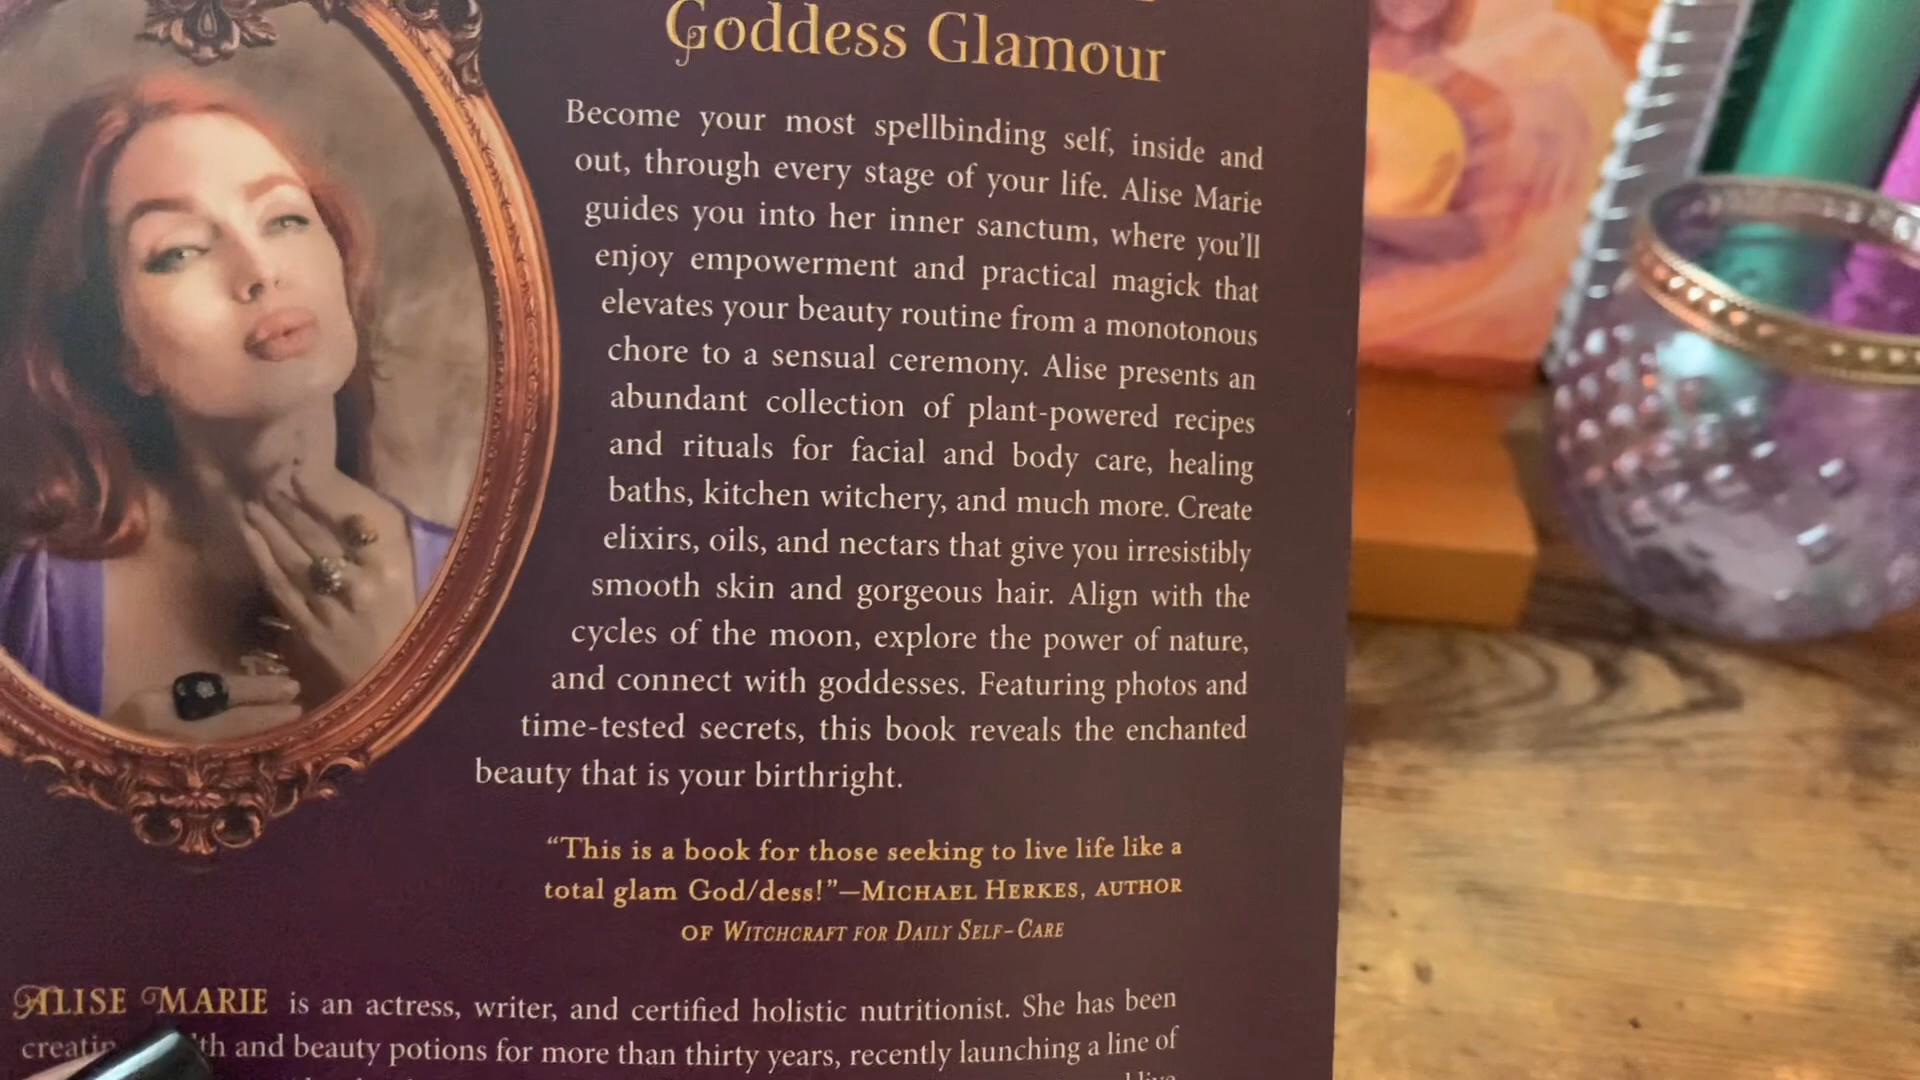 Goddess Glamour
Become your most spellbinding self, inside and
out, through every stage of your life. Alise Marie
guides you into her inner sanctum, where you'll
enjoy empowerment and practical magick that
elevates your beauty routine from a monotonous
chore to a sensual ceremony. Alise presents an
abundant collection of plant-powered recipes
and rituals for facial and body care, healing
baths, kitchen witchery, and much more. Create
elixirs, oils, and nectars that give you irresistibly
smooth skin and gorgeous hair. Align with the
cycles of the moon, explore the power of nature,
and connect with goddesses. Featuring photos and
time-tested secrets, this book reveals the enchanted
beauty that is your birthright.
“This is a book for those seeking to live life like a
total glam God/dess!”—MICHAEL HERKES, AUTHOR
OF WITCHCRAFT FOR DAILY SELF-CARE
ALISE MARIE is an actress, writer, and certified holistic nutritionist. She has been
and beauty potions for more than thirty years, recently launching a line of